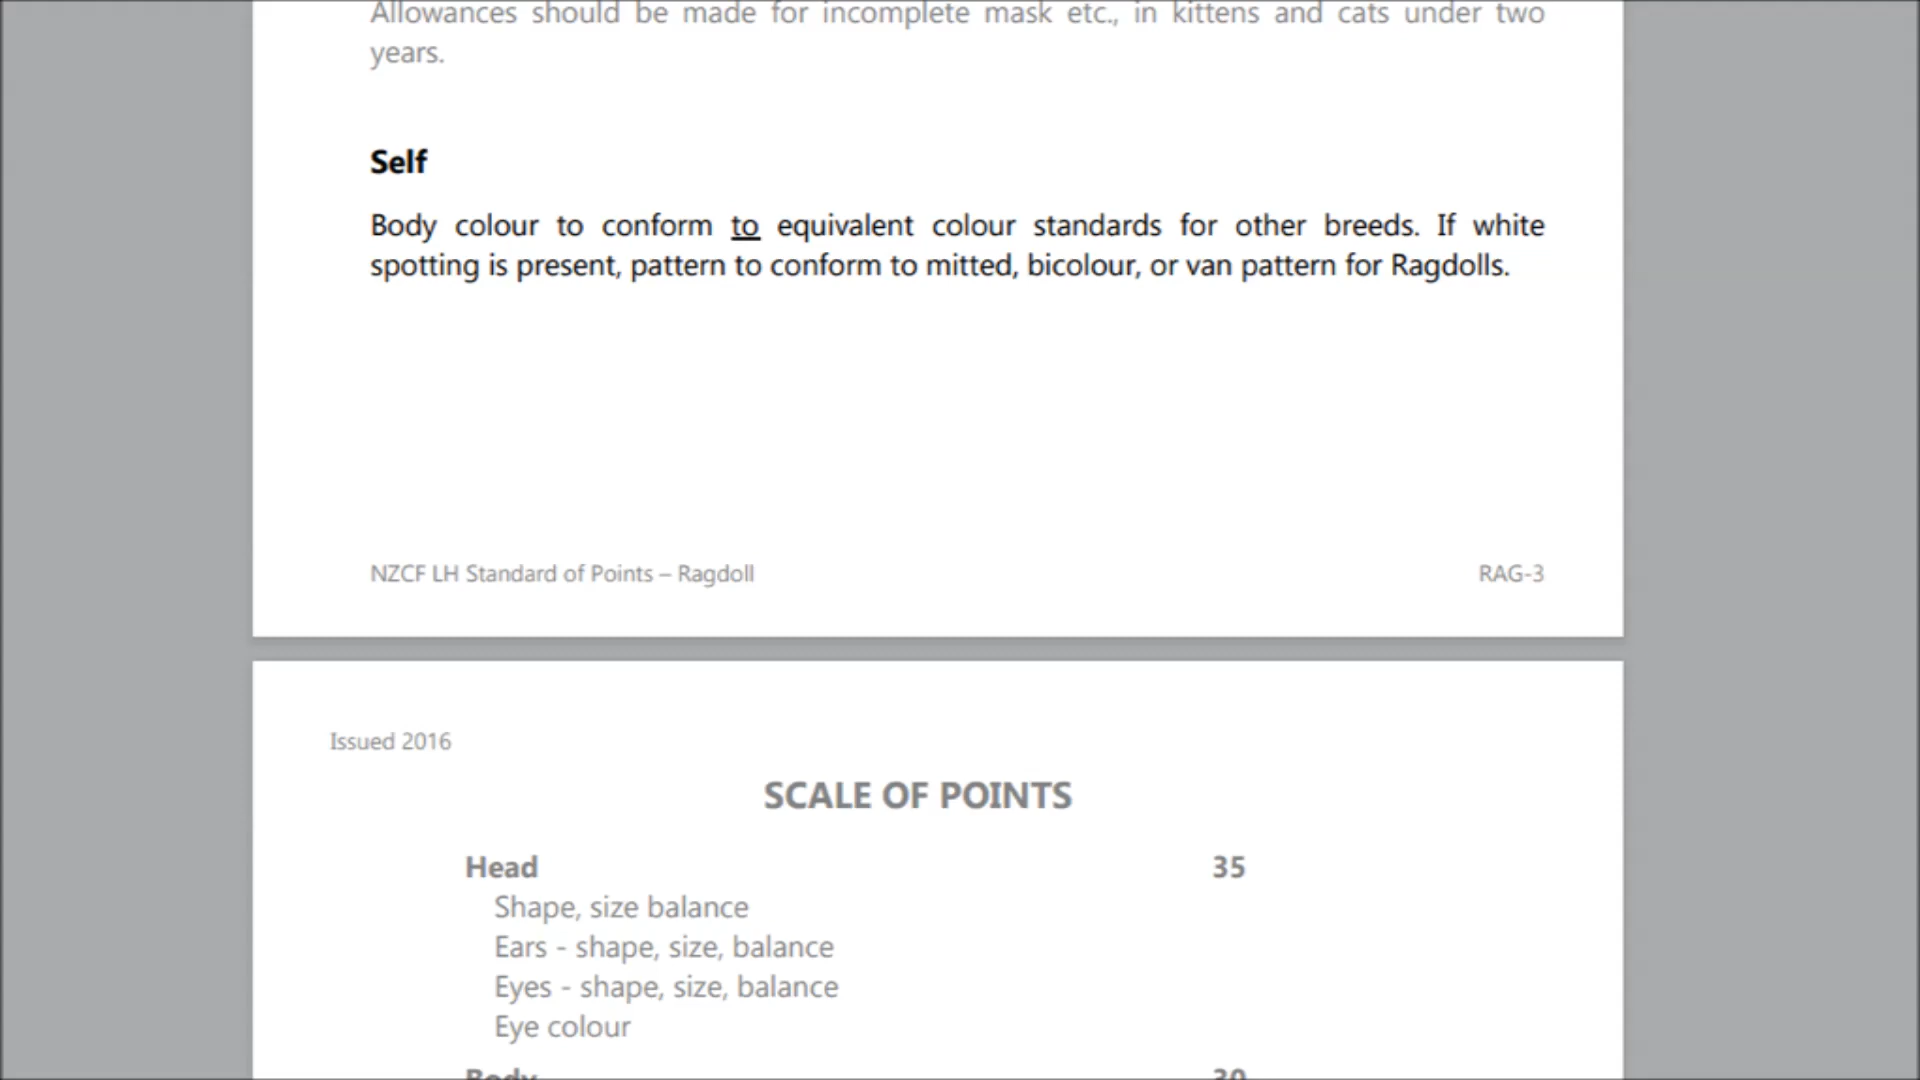 Allowances should be made for incomplete mask etc., in kittens and cats under two
years.
Self
Body colour to conform to equivalent colour standards for other breeds. If white
spotting is present, pattern to conform to mitted, bicolour, or van pattern for Ragdolls.
NZCF LH Standard of Points – Ragdoll RAG-3
Issued 2016
SCALE OF POINTS
Head 35
Shape, size balance
Ears - shape, size, balance
Eyes - shape, size, balance
Eye colour
Body 30